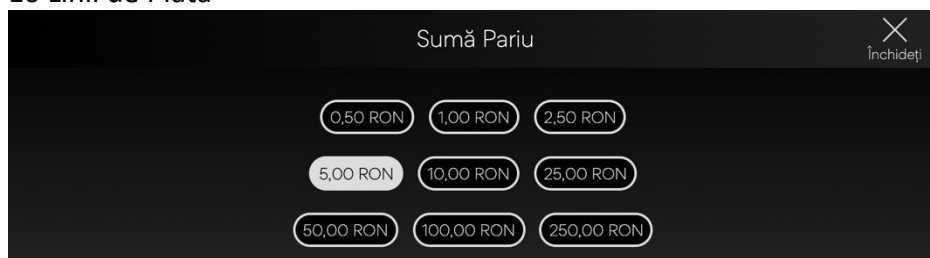 Sumă Pariu
Închideți
0,50 RON 1,00 RON 2,50 RON
5,00 RON 10,00 RON 25,00 RON
50,00 RON 100,00 RON 250,00 RON